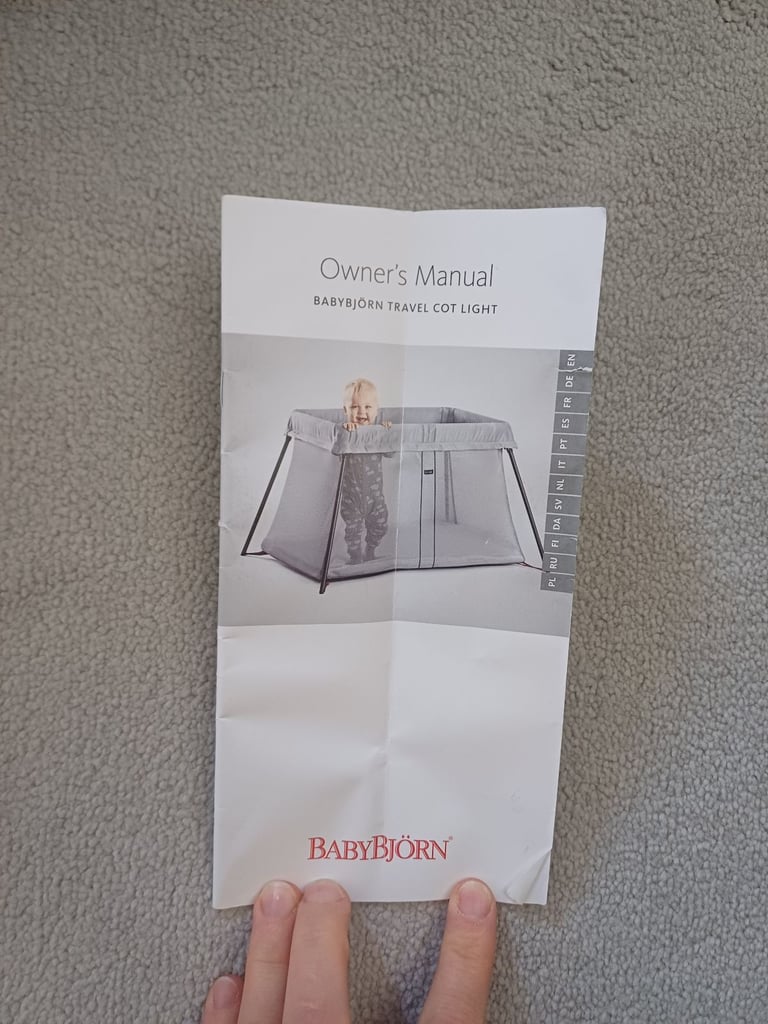 Owner's Manual
BABYBJÖRN TRAVEL COT LIGHT
EN
DE
FR
ES
PT
IT
NL
SV
DA
FI
RU
PL
BABYBJÖRN®